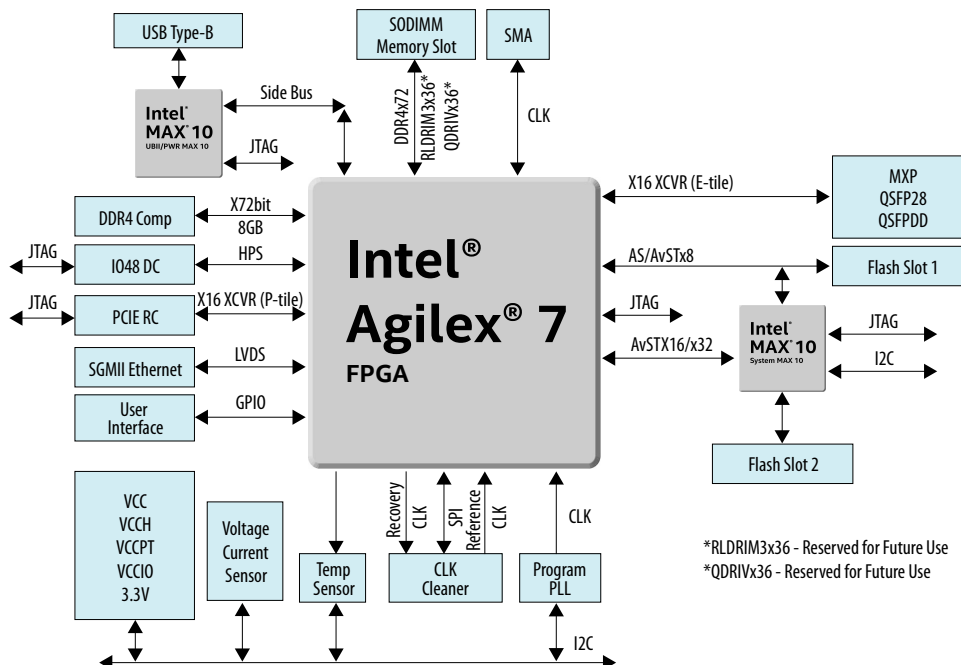 USB Type-B
SODIMM
Memory Slot
SMA
Intel®
MAX® 10
UBII/PWR MAX 10
Side Bus
JTAG
DDR4x72
RLDRIM3x36*
QDRIVx36*
CLK
X16 XCVR (E-tile)
MXP
QSFP28
QSFPDD
DDR4 Comp
X72bit
8GB
JTAG
IO48 DC
HPS
JTAG
PCIE RC
X16 XCVR (P-tile)
SGMII Ethernet
LVDS
User
Interface
GPIO
Intel®
Agilex® 7
FPGA
AS/AvSTx8
Flash Slot 1
JTAG
AvSTX16/x32
Intel®
MAX® 10
System MAX 10
JTAG
I2C
Flash Slot 2
VCC
VCCH
VCCPT
VCCIO
3.3V
Voltage
Current
Sensor
Temp
Sensor
Recovery
CLK
SPI
Reference
CLK
CLK
Cleaner
CLK
Program
PLL
I2C
*RLDRIM3x36 - Reserved for Future Use
*QDRIVx36 - Reserved for Future Use